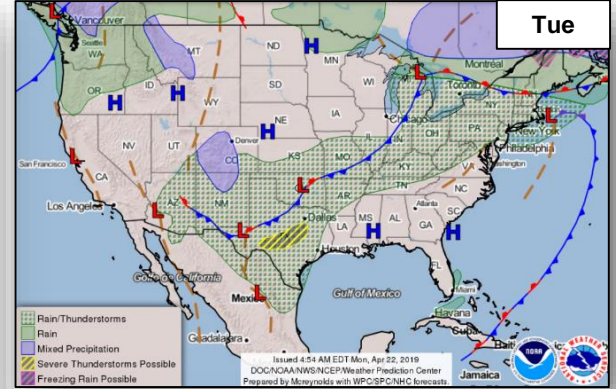 Tue
Vancouver
Seattle
WA
MT
ND
MN
Montréal
OR
ID
SD
WI
Toronto
WY
NY
IA
Chicago
NE
PA
New York
NV
UT
Denver
IL
IN
OH
Philadelphia
San Francisco
CO
KS
MO
KY
VA
Washington
CA
TN
NC
Los Angeles
AZ
NM
AR
Atlanta
SC
Dallas
MS
AL
GA
LA
Houston
FL
Golfo de California
Gulf of Mexico
Miami
Mexico
Havana
Cuba
Guadalajara
Jamaica
H
H
H
H
H
H
L
L
L
L
L
L
L
L
Rain/Thunderstorms
Rain
Mixed Precipitation
Severe Thunderstorms Possible
Freezing Rain Possible
Issued 4:54 AM EDT Mon, Apr 22, 2019
DOC/NOAA/NWS/NCEP/Weather Prediction Center
Prepared by Mcreynolds with WPC/SPC/NHC forecasts.
NOAA